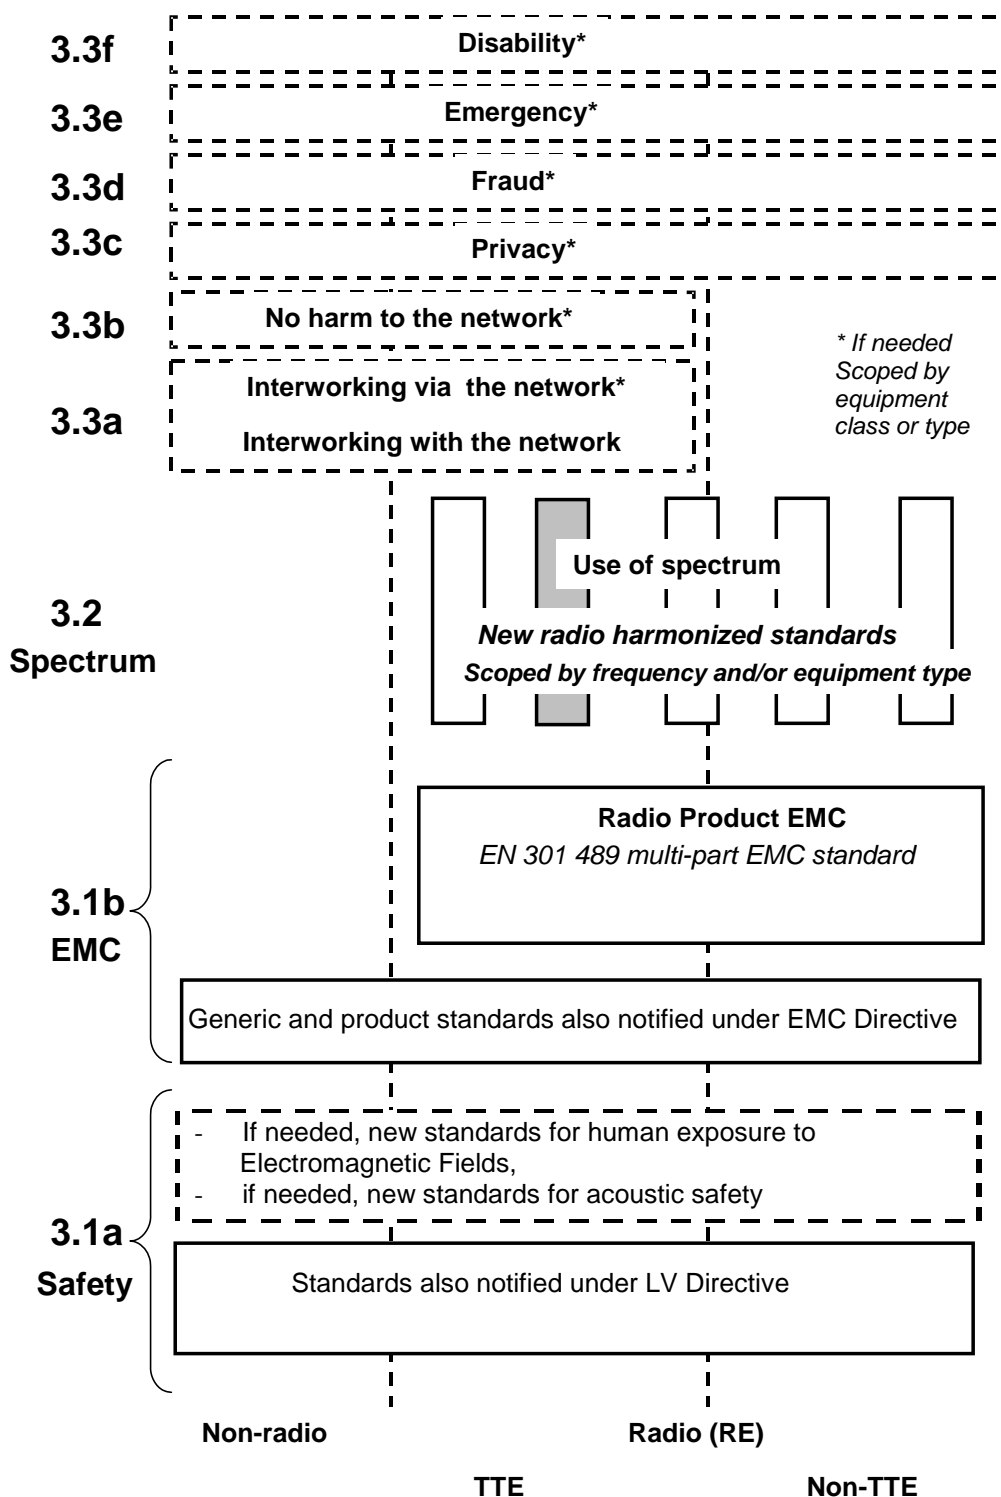 3.3f
Disability*
3.3e
Emergency*
3.3d
Fraud*
3.3c
Privacy*
3.3b
No harm to the network*
* If needed
Scoped by
equipment
class or type
3.3a
Interworking via the network*
Interworking with the network
Use of spectrum
3.2
Spectrum
New radio harmonized standards
Scoped by frequency and/or equipment type
Radio Product EMC
EN 301 489 multi-part EMC standard
3.1b
EMC
Generic and product standards also notified under EMC Directive
- If needed, new standards for human exposure to
Electromagnetic Fields,
- if needed, new standards for acoustic safety
3.1a
Safety
Standards also notified under LV Directive
Non-radio
Radio (RE)
TTE
Non-TTE